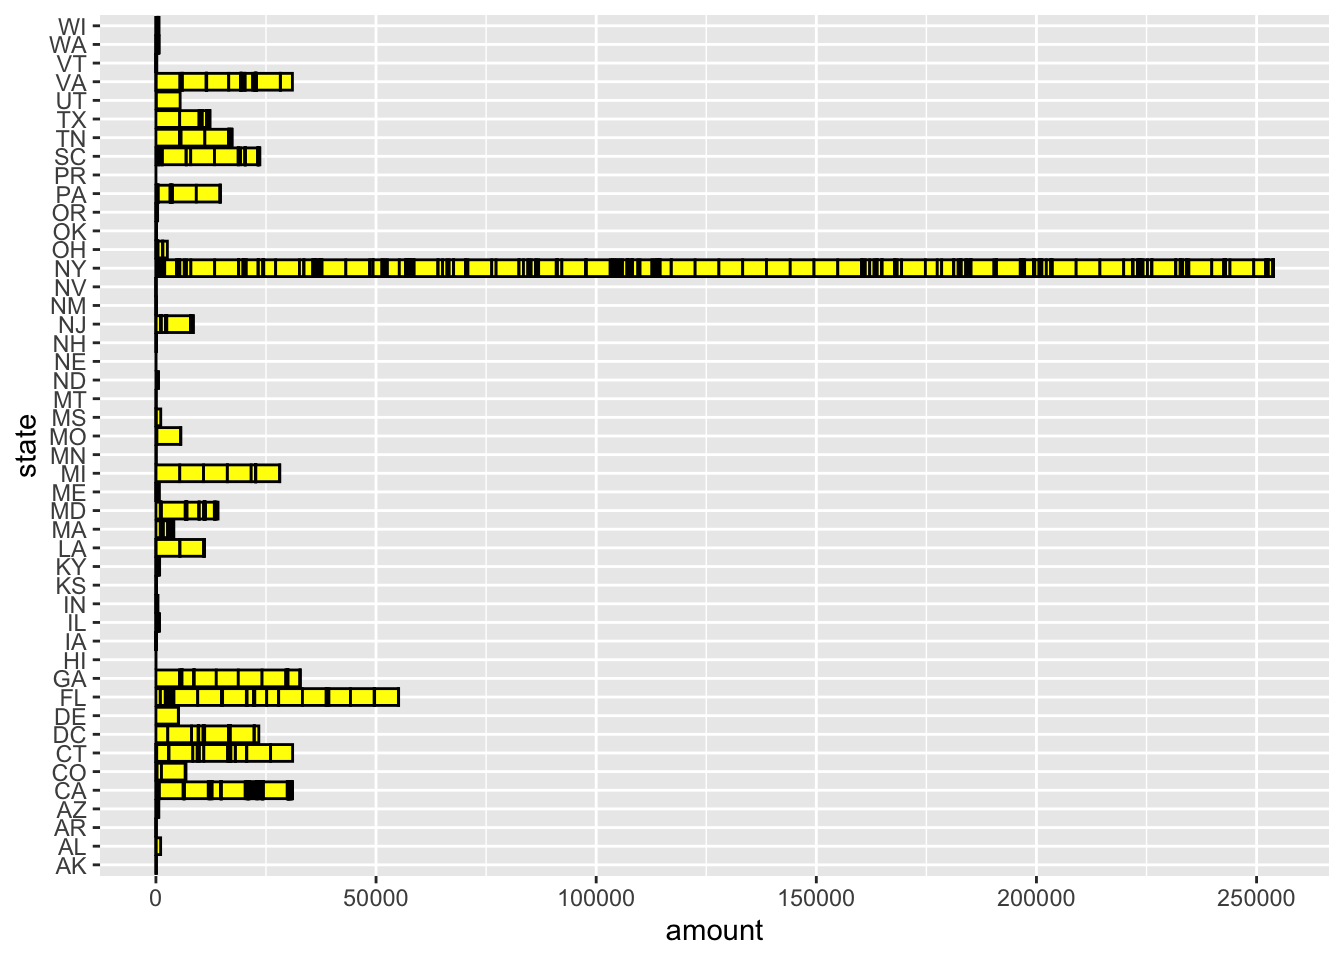 WI
WA
VT
VA
UT
TX
TN
SC
PR
PA
OR
OK
OH
NY
NV
NM
NJ
NH
NE
ND
MT
MS
MO
MN
MI
ME
MD
MA
LA
KY
KS
IN
IL
IA
HI
GA
FL
DE
DC
CT
CO
CA
AZ
AR
AL
AK
state
0 50000 100000 150000 200000 250000
amount